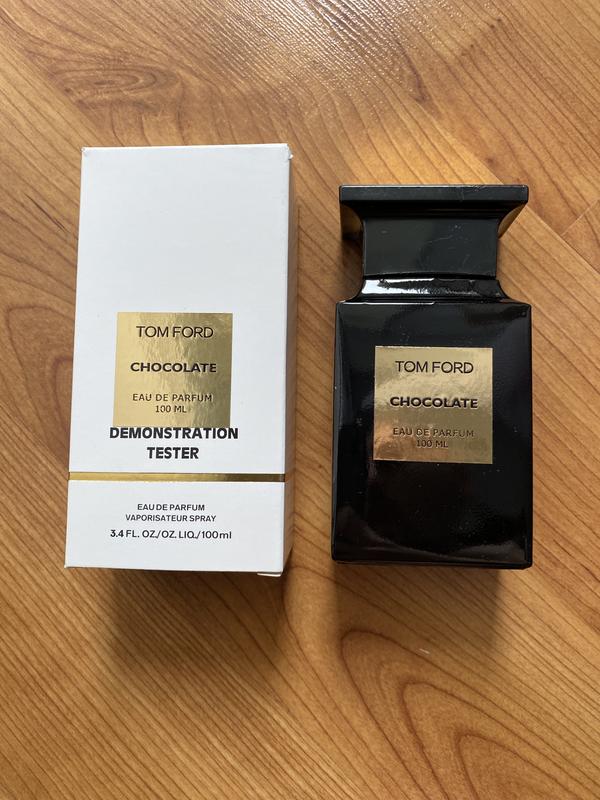 TOM FORD
CHOCOLATE
EAU DE PARFUM
100 ML
DEMONSTRATION
TESTER
EAU DE PARFUM
VAPORISATEUR SPRAY
3.4 FL. OZ./OZ. LIQ./100ml
TOM FORD
CHOCOLATE
EAU DE PARFUM
100 ML